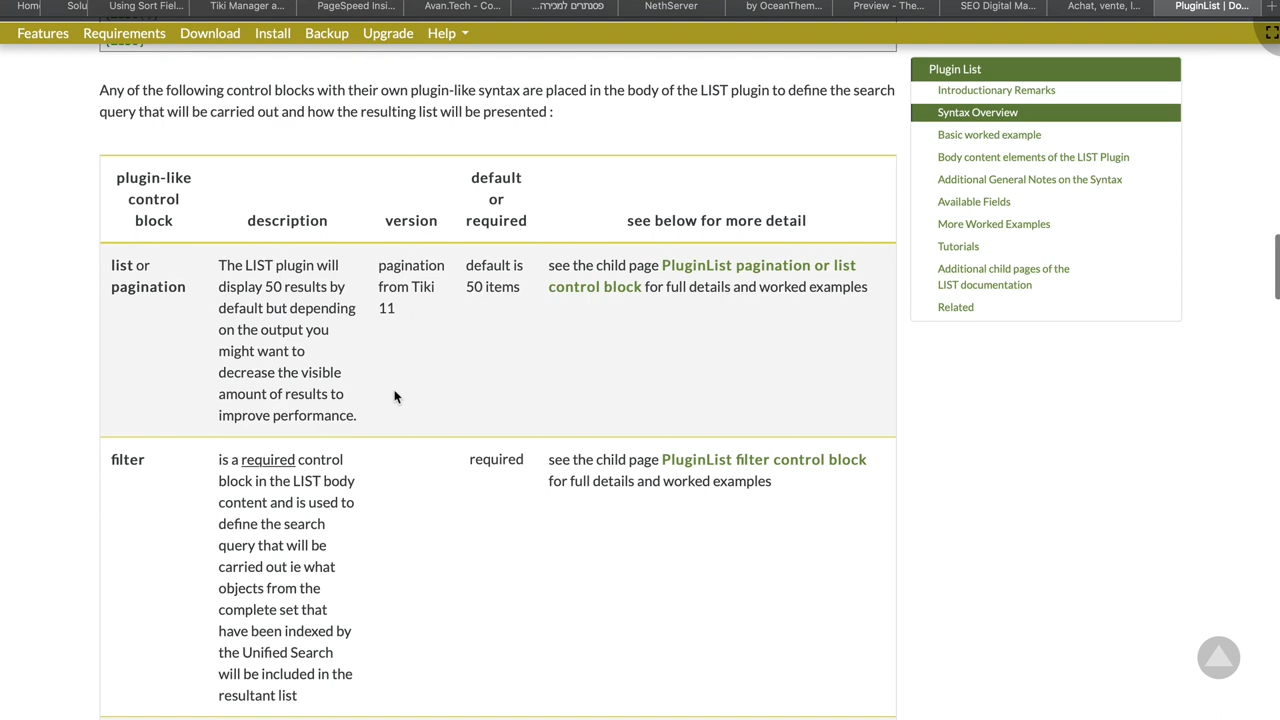 Hom
Solu
Using Sort Fiel...
Tiki Manager a...
PageSpeed Insi...
Avan.Tech - Co...
פסנתרים למכירה...
NethServer
by OceanThem...
Preview - The...
SEO Digital Ma...
Achat, vente, l...
PluginList | Do...
Features Requirements Download Install Backup Upgrade Help
Any of the following control blocks with their own plugin-like syntax are placed in the body of the LIST plugin to define the search
query that will be carried out and how the resulting list will be presented :
plugin-like
control
block
description
version
default
or
required
see below for more detail
list or
pagination
The LIST plugin will
display 50 results by
default but depending
on the output you
might want to
decrease the visible
amount of results to
improve performance.
pagination
from Tiki
11
default is
50 items
see the child page PluginList pagination or list
control block for full details and worked examples
filter
is a required control
block in the LIST body
content and is used to
define the search
query that will be
carried out ie what
objects from the
complete set that
have been indexed by
the Unified Search
will be included in the
resultant list
required
see the child page PluginList filter control block
for full details and worked examples
Plugin List
Introductionary Remarks
Syntax Overview
Basic worked example
Body content elements of the LIST Plugin
Additional General Notes on the Syntax
Available Fields
More Worked Examples
Tutorials
Additional child pages of the
LIST documentation
Related